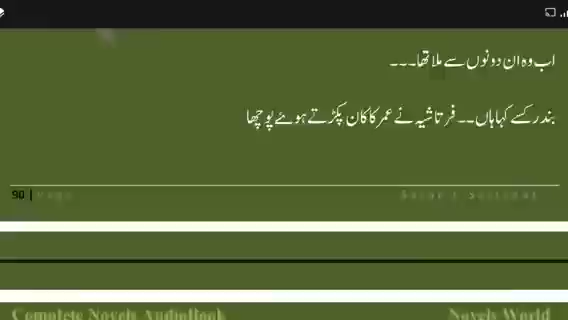 اب وہ ان دونوں سے ملا تھا۔۔۔
بندر کسے کہا ہاں۔۔ فرتاشیہ نے عمر کا کان پکڑتے ہوئے پوچھا
90 | Page
Complete Novels AudioBook
Novels World